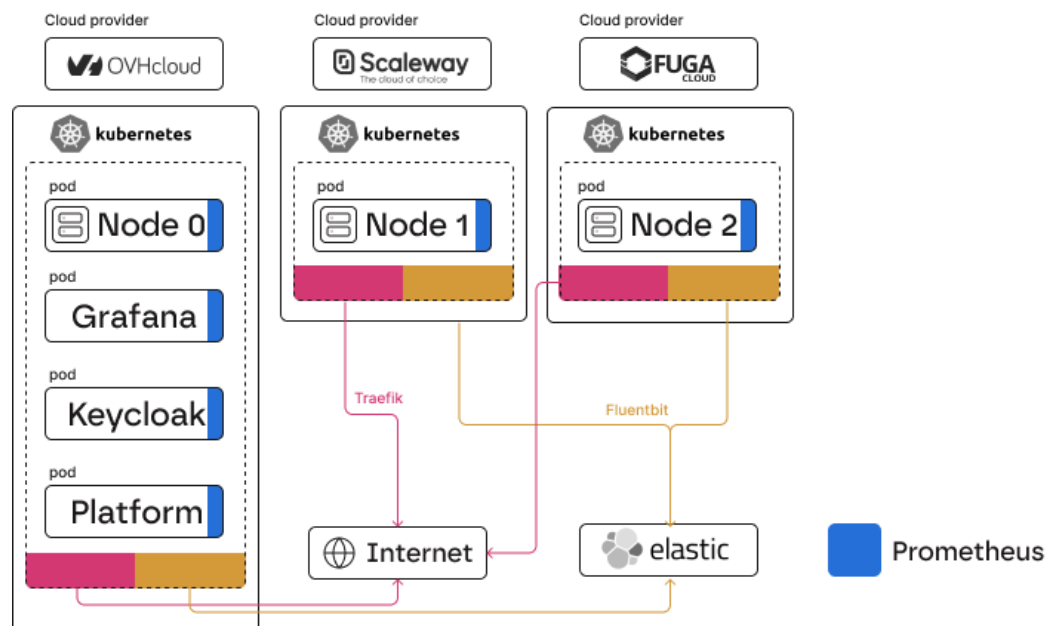 Cloud provider
OVHcloud
kubernetes
pod
Node 0
pod
Grafana
pod
Keycloak
pod
Platform
Cloud provider
Scaleway
The cloud of choice
kubernetes
pod
Node 1
Cloud provider
FUGA
CLOUD
kubernetes
pod
Node 2
Traefik
Fluentbit
Internet
elastic
Prometheus